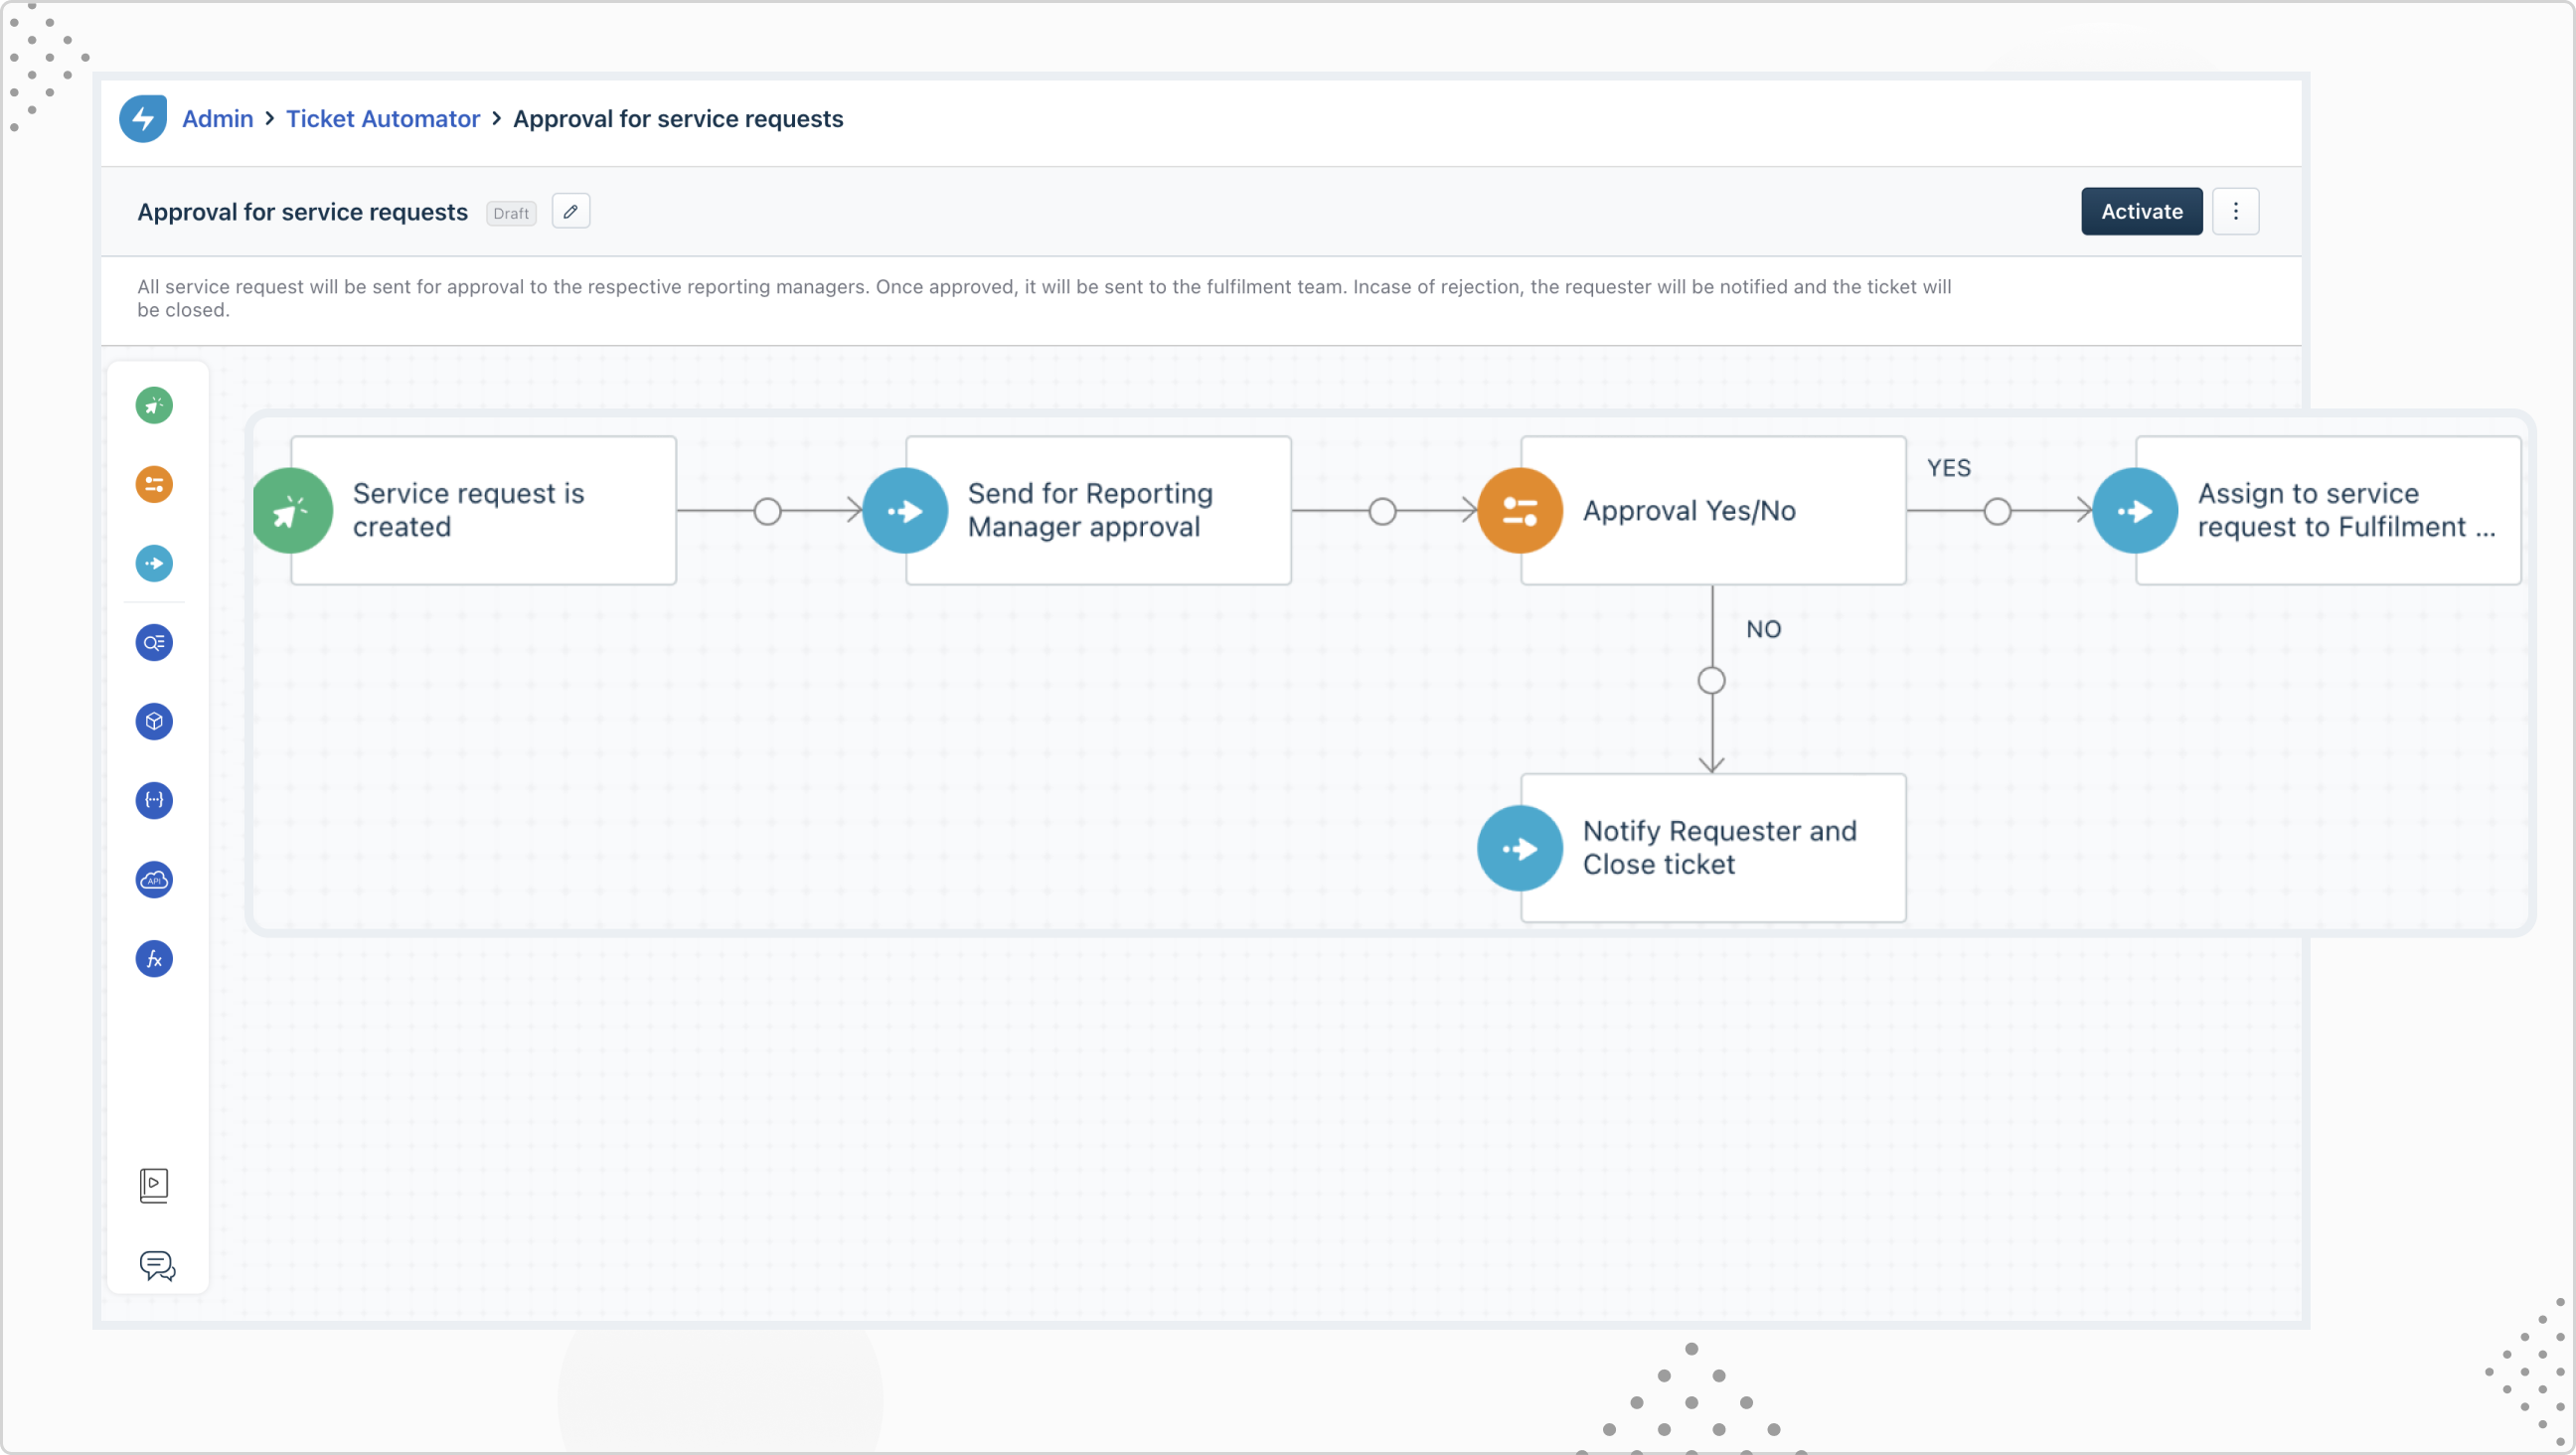 Admin > Ticket Automator > Approval for service requests
Approval for service requests Draft
Activate
All service request will be sent for approval to the respective reporting managers. Once approved, it will be sent to the fulfilment team. Incase of rejection, the requester will be notified and the ticket will
be closed.
Service request is
created
Send for Reporting
Manager approval
Approval Yes/No
YES
Assign to service
request to Fulfilment ...
NO
Notify Requester and
Close ticket
{···}
API
fx